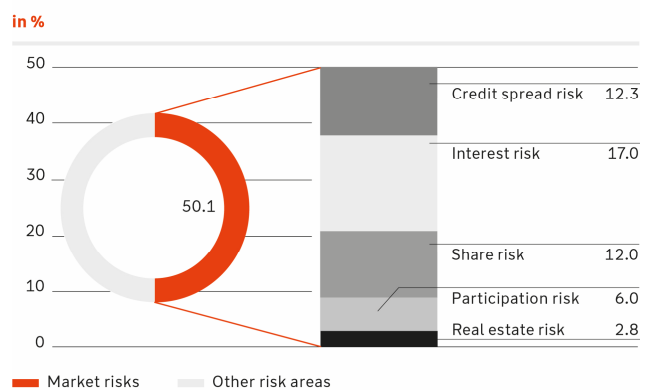 in %
50
40
30
20
10
0
50.1
Credit spread risk 12.3
Interest risk 17.0
Share risk 12.0
Participation risk 6.0
Real estate risk 2.8
Market risks
Other risk areas